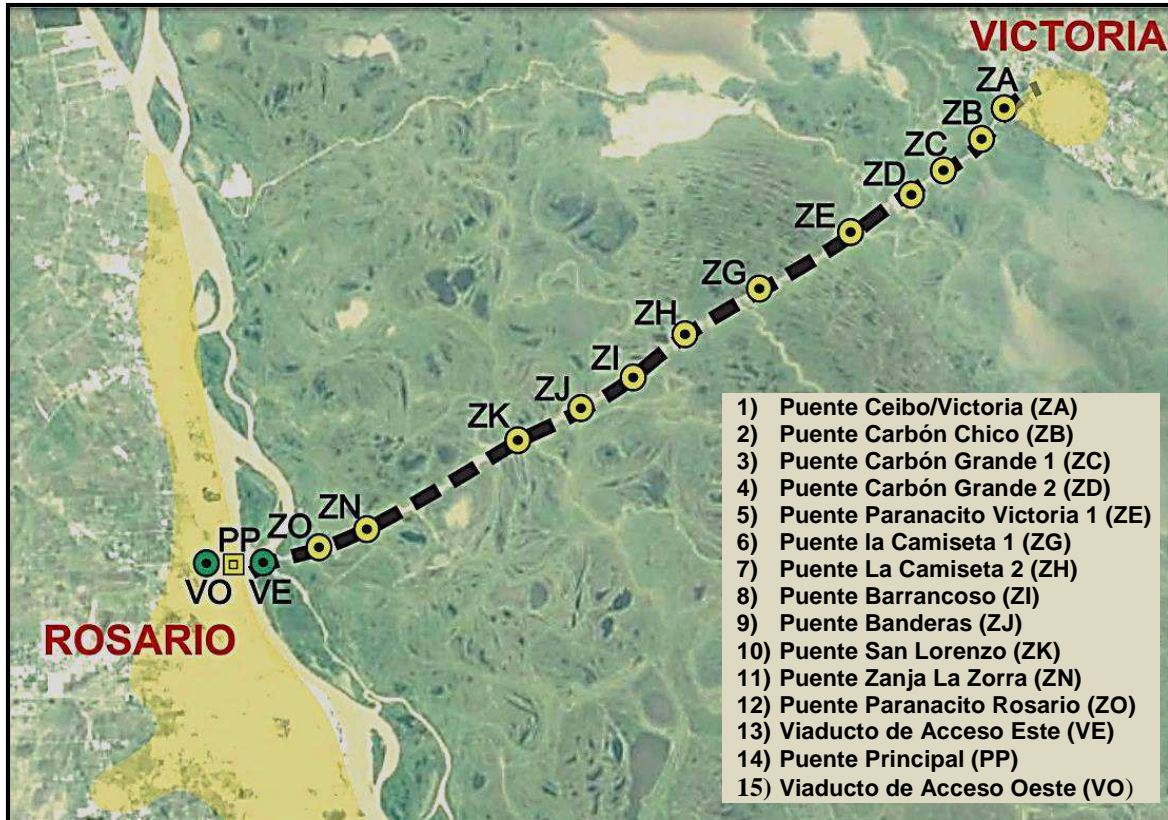 VICTORIA
ZA
ZB
ZC
ZD
ZE
ZG
ZH
ZI
ZJ
ZK
ZN
ZO
PP
VO VE
ROSARIO
1) Puente Ceibo/Victoria (ZA)
2) Puente Carbón Chico (ZB)
3) Puente Carbón Grande 1 (ZC)
4) Puente Carbón Grande 2 (ZD)
5) Puente Paranacito Victoria 1 (ZE)
6) Puente la Camiseta 1 (ZG)
7) Puente La Camiseta 2 (ZH)
8) Puente Barrancoso (ZI)
9) Puente Banderas (ZJ)
10) Puente San Lorenzo (ZK)
11) Puente Zanja La Zorra (ZN)
12) Puente Paranacito Rosario (ZO)
13) Viaducto de Acceso Este (VE)
14) Puente Principal (PP)
15) Viaducto de Acceso Oeste (VO)